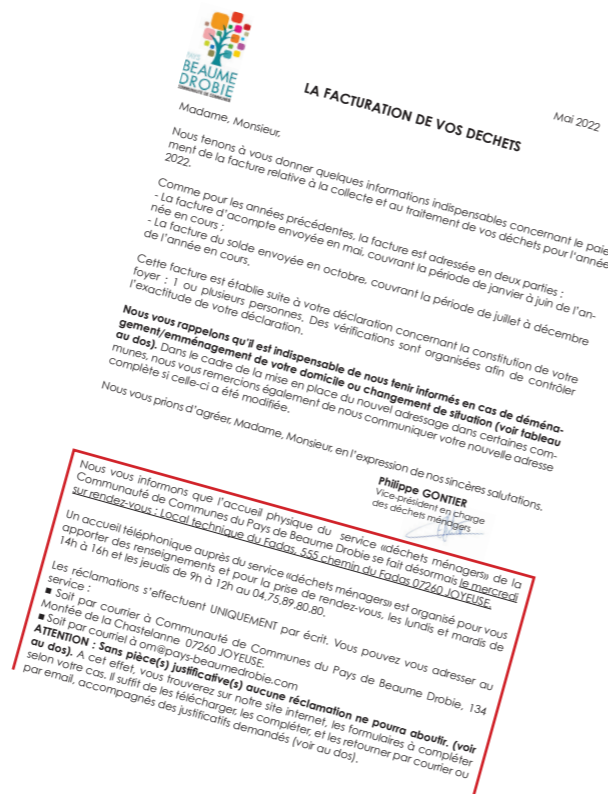 PAYS
BEAUME
DROBIE
COMMUNAUTÉ DE COMMUNES
LA FACTURATION DE VOS DECHETS
Mai 2022
Madame, Monsieur,
Nous tenons à vous donner quelques informations indispensables concernant le paie-
ment de la facture relative à la collecte et au traitement de vos déchets pour l'année
2022.
Comme pour les années précédentes, la facture est adressée en deux parties :
- La facture d'acompte envoyée en mai, couvrant la période de janvier à juin de l'an-
née en cours ;
- La facture du solde envoyée en octobre, couvrant la période de juillet à décembre
de l'année en cours.
Cette facture est établie suite à votre déclaration concernant la constitution de votre
foyer : 1 ou plusieurs personnes. Des vérifications sont organisées afin de contrôler
l'exactitude de votre déclaration.
Nous vous rappelons qu'il est indispensable de nous tenir informés en cas de déména-
gement/emménagement de votre domicile ou changement de situation (voir tableau
au dos). Dans le cadre de la mise en place du nouvel adressage dans certaines com-
munes, nous vous remercions également de nous communiquer votre nouvelle adresse
complète si celle-ci a été modifiée.
Nous vous prions d'agréer, Madame, Monsieur, en l'expression de nos sincères salutations.
Philippe GONTIER
Vice-président en charge
des déchets ménagers
Nous vous informons que l'accueil physique du service «déchets ménagers» de la
Communauté de Communes du Pays de Beaume Drobie se fait désormais le mercredi
sur rendez-vous : Local technique du Fadas, 555 chemin du Fadas 07260 JOYEUSE.
Un accueil téléphonique auprès du service «déchets ménagers» est organisé pour vous
apporter des renseignements et pour la prise de rendez-vous, les lundis et mardis de
14h à 16h et les jeudis de 9h à 12h au 04.75.89.80.80.
Les réclamations s'effectuent UNIQUEMENT par écrit. Vous pouvez vous adresser au
service :
■ Soit par courrier à Communauté de Communes du Pays de Beaume Drobie, 134
Montée de la Chastelanne 07260 JOYEUSE.
■ Soit par courriel à om@pays-beaumedrobie.com
ATTENTION : Sans pièce(s) justificative(s) aucune réclamation ne pourra aboutir. (voir
au dos). A cet effet, vous trouverez sur notre site internet, les formulaires à compléter
selon votre cas. Il suffit de les télécharger, les compléter, et les retourner par courrier ou
par email, accompagnés des justificatifs demandés (voir au dos).